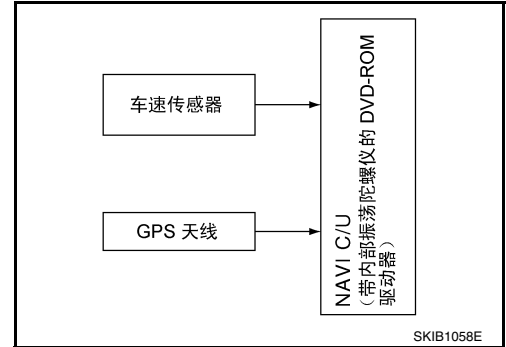 车速传感器
GPS 天线
NAVI C/U
（带内部振荡陀螺仪的 DVD-ROM
驱动器）
SKIB1058E